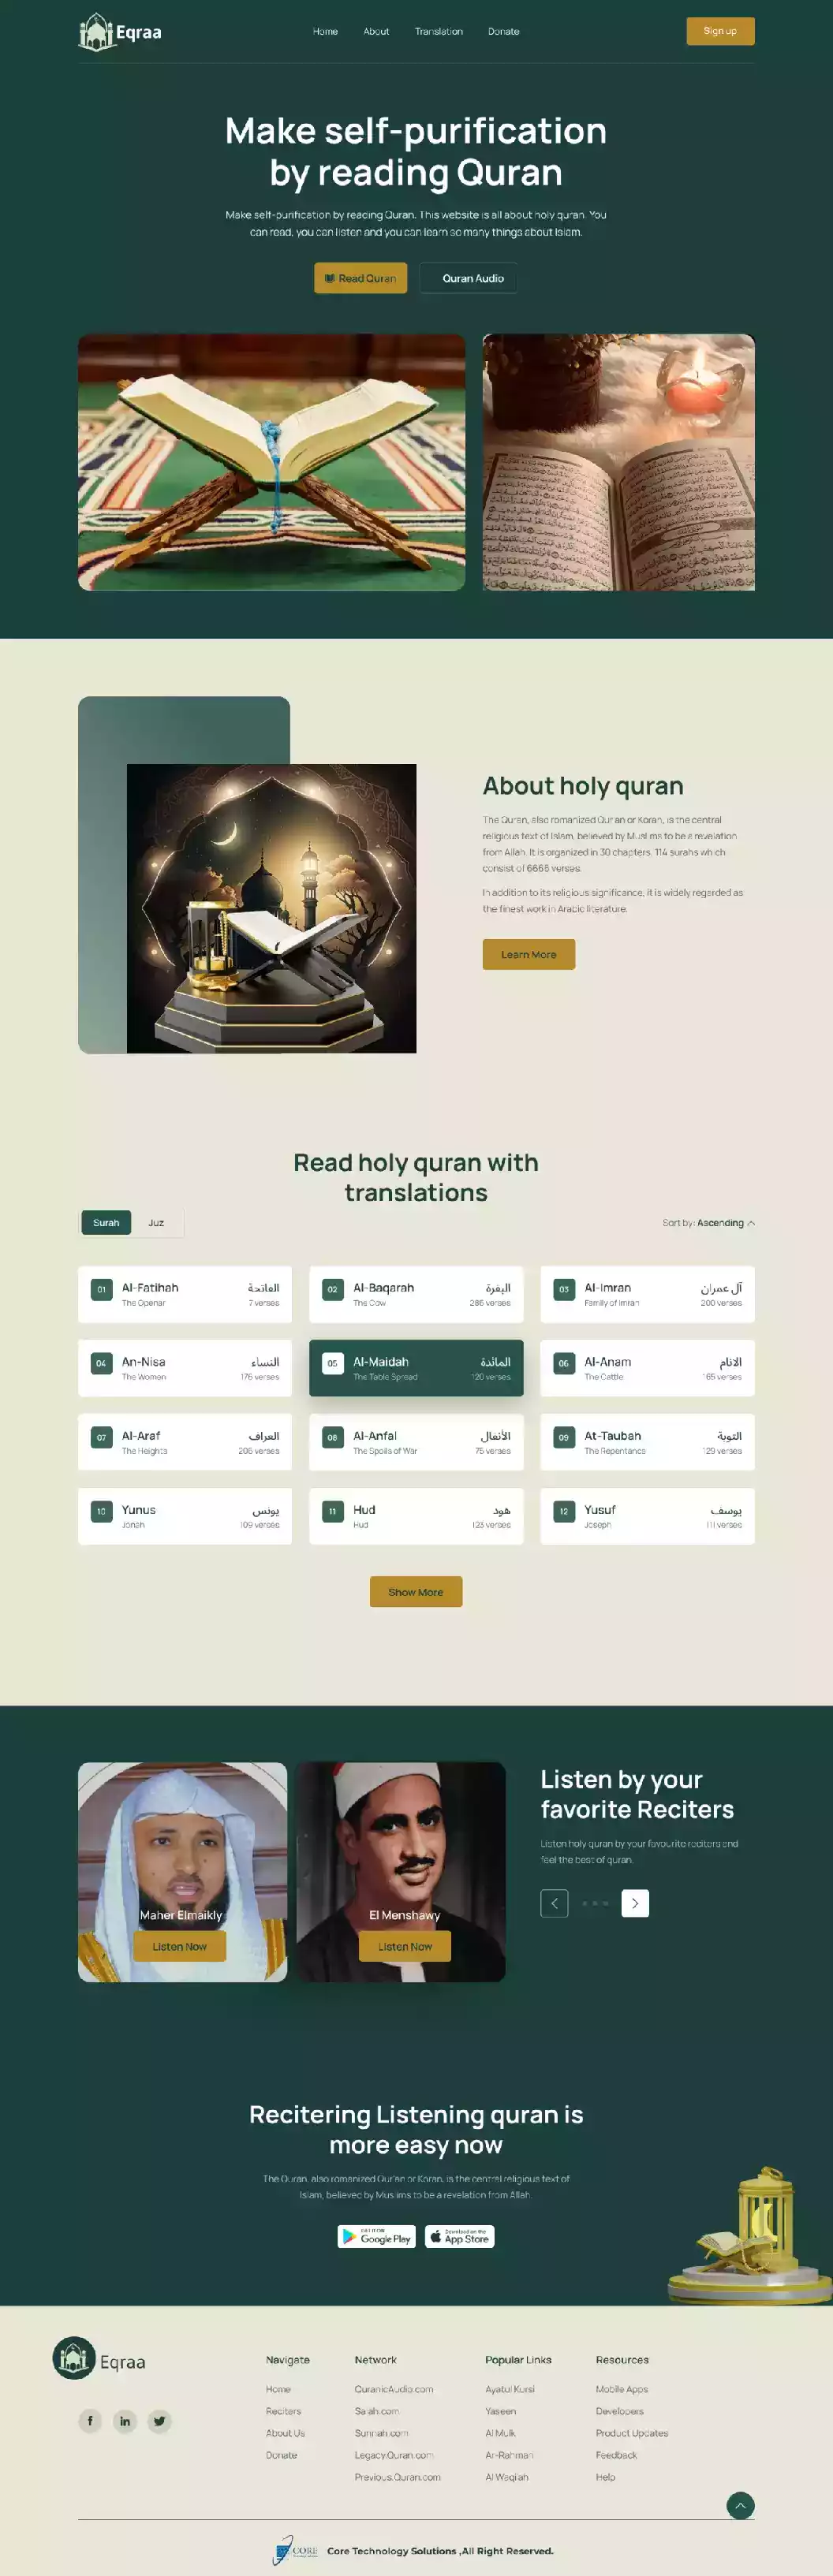 Eqraa
Home
About
Translation
Donate
Sign up
Make self-purification
by reading Quran
Make self-purification by reading Quran. This website is all about holy quran. You
can read, you can listen and you can learn so many things about Islam.
Read Quran
Quran Audio
About holy quran
The Quran, also romanized Qur'an or Koran, is the central
religious text of Islam, believed by Muslims to be a revelation
from Allah. It is organized in 30 chapters, 114 surahs which
consist of 6666 verses.
In addition to its religious significance, it is widely regarded as
the finest work in Arabic literature.
Learn More
Read holy quran with
translations
Surah
Juz
Sort by: Ascending
01
Al-Fatihah
الفاتحة
The Openar
7 verses
02
Al-Baqarah
البقرة
The Cow
286 verses
03
Al-Imran
آل عمران
Family of Imran
200 verses
04
An-Nisa
النساء
The Women
176 verses
05
Al-Maidah
المائدة
The Table Spread
120 verses
06
Al-Anam
الانام
The Cattle
165 verses
07
Al-Araf
العراف
The Heights
206 verses
08
Al-Anfal
الأنفال
The Spoils of War
75 verses
09
At-Taubah
التوبة
The Repentance
129 verses
10
Yunus
يونس
Jonah
109 verses
11
Hud
هود
Hud
123 verses
12
Yusuf
يوسف
Joseph
111 verses
Show More
Maher Elmaikly
Listen Now
El Menshawy
Listen Now
Listen by your
favorite Reciters
Listen holy quran by your favourite reciters and
feel the best of quran.
Recitering Listening quran is
more easy now
The Quran, also romanized Qur'an or Koran, is the central religious text of
Islam, believed by Muslims to be a revelation from Allah.
GET IT ON
Google Play
Download on the
App Store
Eqraa
Navigate
Home
Reciters
About Us
Donate
Network
QuranicAudio.com
Salah.com
Sunnah.com
Legacy.Quran.com
Previous.Quran.com
Popular Links
Ayatul Kursi
Yaseen
Al Mulk
Ar-Rahman
Al Waqi'ah
Resources
Mobile Apps
Developers
Product Updates
Feedback
Help
CORE
Core Technology Solutions ,All Right Reserved.